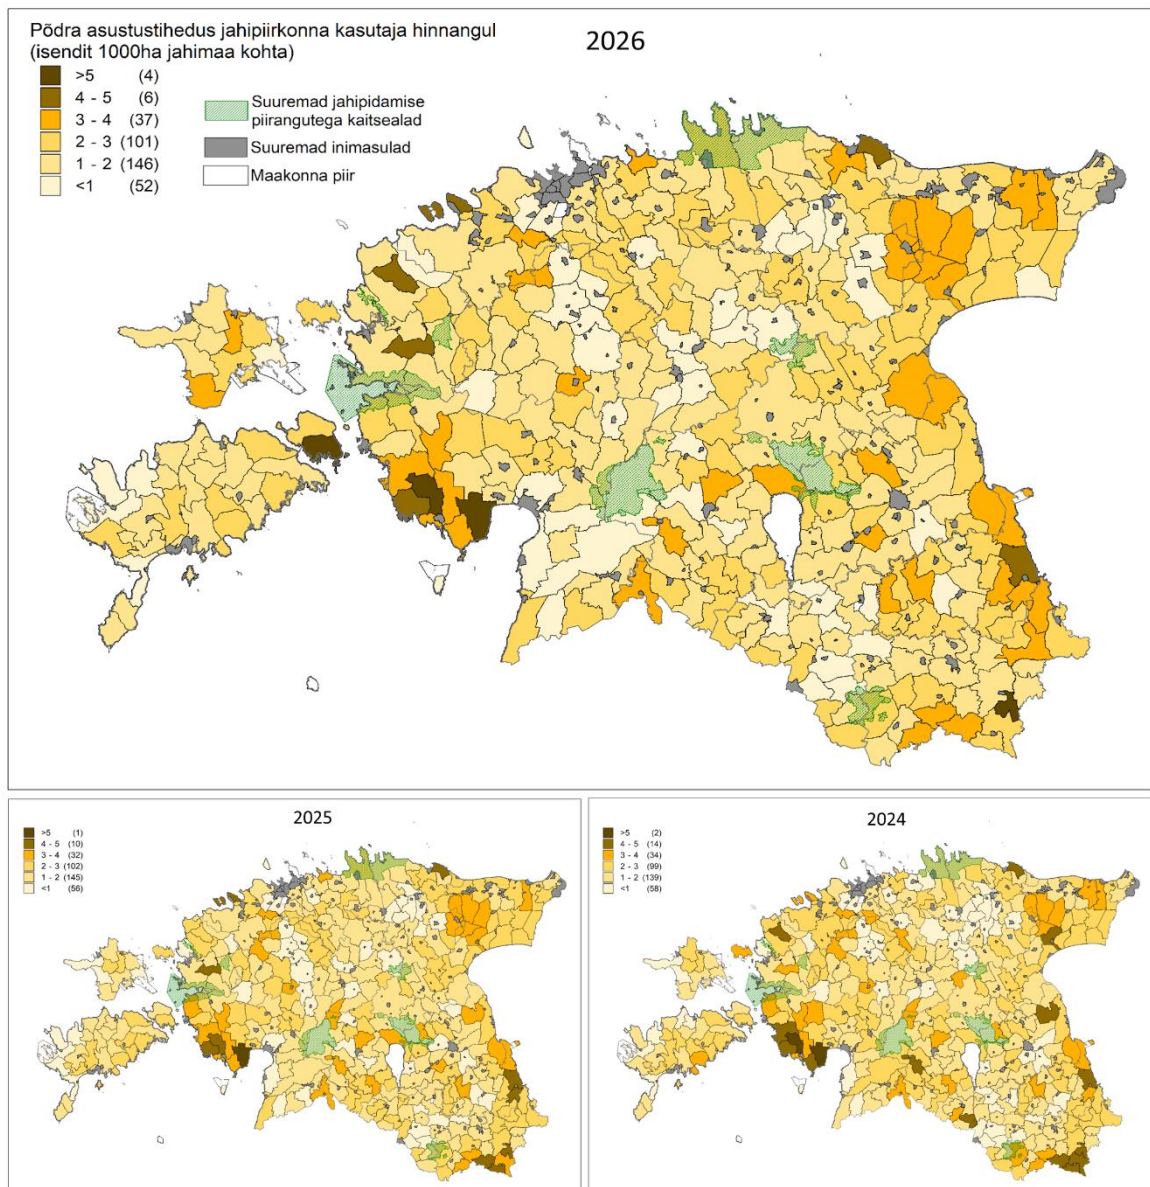 Põdra asustustihedus jahipiirkonna kasutaja hinnangul
(isendit 1000ha jahimaa kohta)
2026
>5 (4)
4 - 5 (6)
3 - 4 (37)
2 - 3 (101)
1 - 2 (146)
<1 (52)
Suuremad jahipidamise
piirangutega kaitsealad
Suuremad inimasulad
Maakonna piir
2025
>5 (1)
4 - 5 (10)
3 - 4 (32)
2 - 3 (102)
1 - 2 (145)
<1 (56)
2024
>5 (2)
4 - 5 (14)
3 - 4 (34)
2 - 3 (99)
1 - 2 (139)
<1 (58)